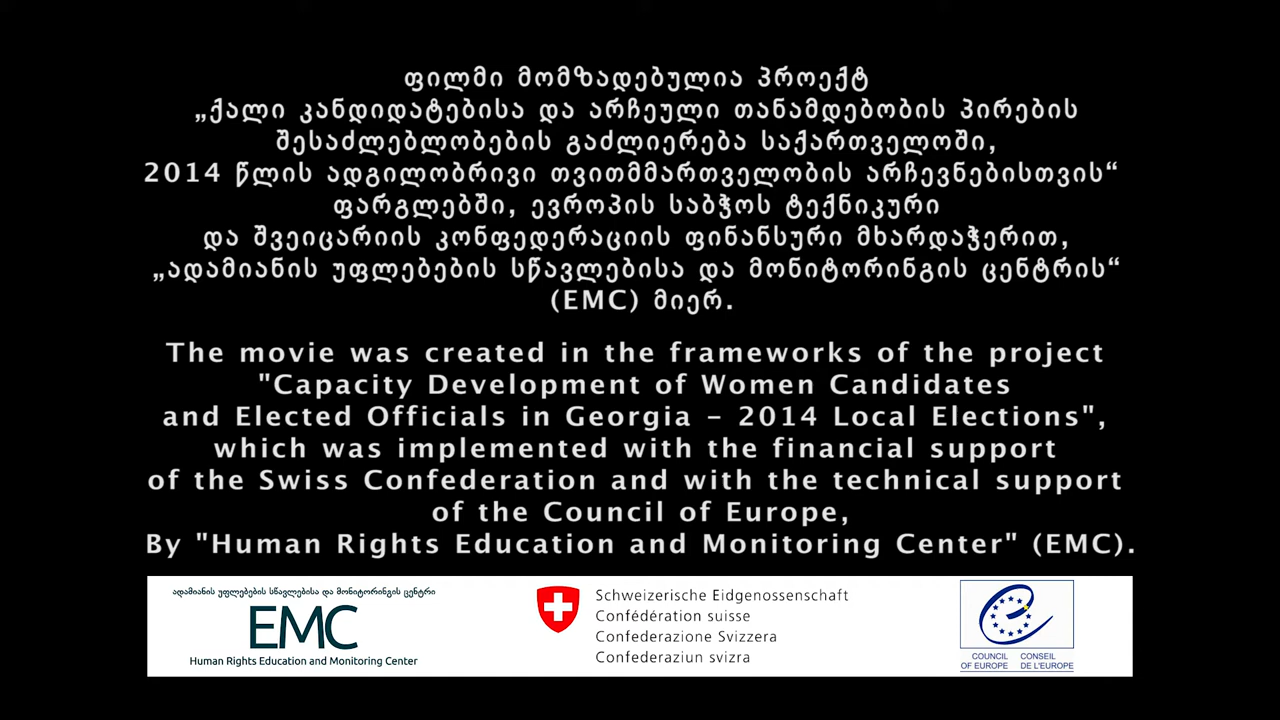 ფილმი მომზადებულია პროექტ
„ქალი კანდიდატებისა და არჩეული თანამდებობის პირების
შესაძლებლობების გაძლიერება საქართველოში,
2014 წლის ადგილობრივი თვითმმართველობის არჩევნებისთვის“
ფარგლებში, ევროპის საბჭოს ტექნიკური
და შვეიცარიის კონფედერაციის ფინანსური მხარდაჭერით,
„ადამიანის უფლებების სწავლებისა და მონიტორინგის ცენტრის“
(EMC) მიერ.
The movie was created in the frameworks of the project
"Capacity Development of Women Candidates
and Elected Officials in Georgia – 2014 Local Elections",
which was implemented with the financial support
of the Swiss Confederation and with the technical support
of the Council of Europe,
By "Human Rights Education and Monitoring Center" (EMC).
ადამიანის უფლებების სწავლებისა და მონიტორინგის ცენტრი
EMC
Human Rights Education and Monitoring Center
Schweizerische Eidgenossenschaft
Confédération suisse
Confederazione Svizzera
Confederaziun svizra
COUNCIL CONSEIL
OF EUROPE DE L'EUROPE